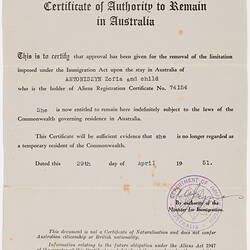 Certificate of Authority to Remain
in Australia
This is to certify that approval has been given for the removal of the limitation
imposed under the Immigration Act upon the stay in Australia of
ANTONISZYN Zofia and child
who is the holder of Aliens Registration Certificate No. 74184
She is now entitled to remain here indefinitely subject to the laws of the
Commonwealth governing residence in Australia.
This Certificate will be sufficient evidence that she is no longer regarded as
a temporary resident of the Commonwealth.
Dated this 29th day of April 19 51.
DEPARTMENT OF
By authority of the
Minister for Immigration.
This document is not a Certificate of Naturalisation and does not confer
Australian citizenship or British nationality.
Information relating to the future obligation under the Aliens Act 1947